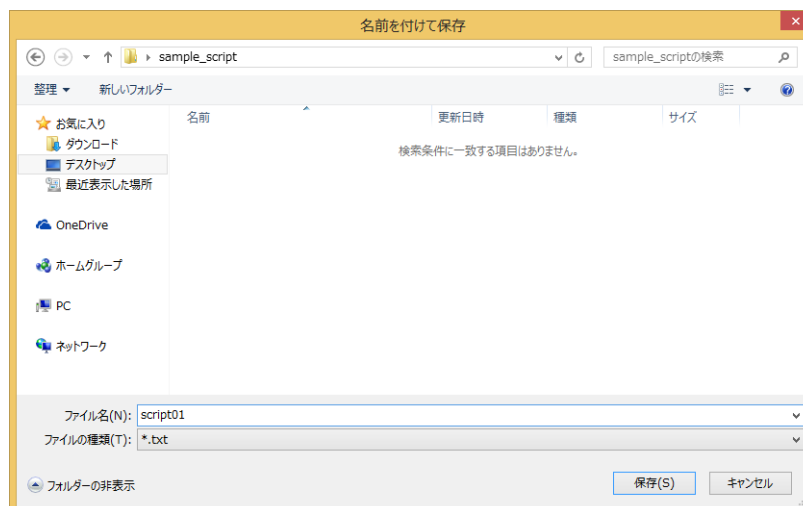 名前を付けて保存
sample_script
sample_scriptの検索
整理
新しいフォルダー
名前 更新日時 種類 サイズ
検索条件に一致する項目はありません。
お気に入り
ダウンロード
デスクトップ
最近表示した場所
OneDrive
ホームグループ
PC
ネットワーク
ファイル名(N): script01
ファイルの種類(T): *.txt
フォルダーの非表示
保存(S)
キャンセル